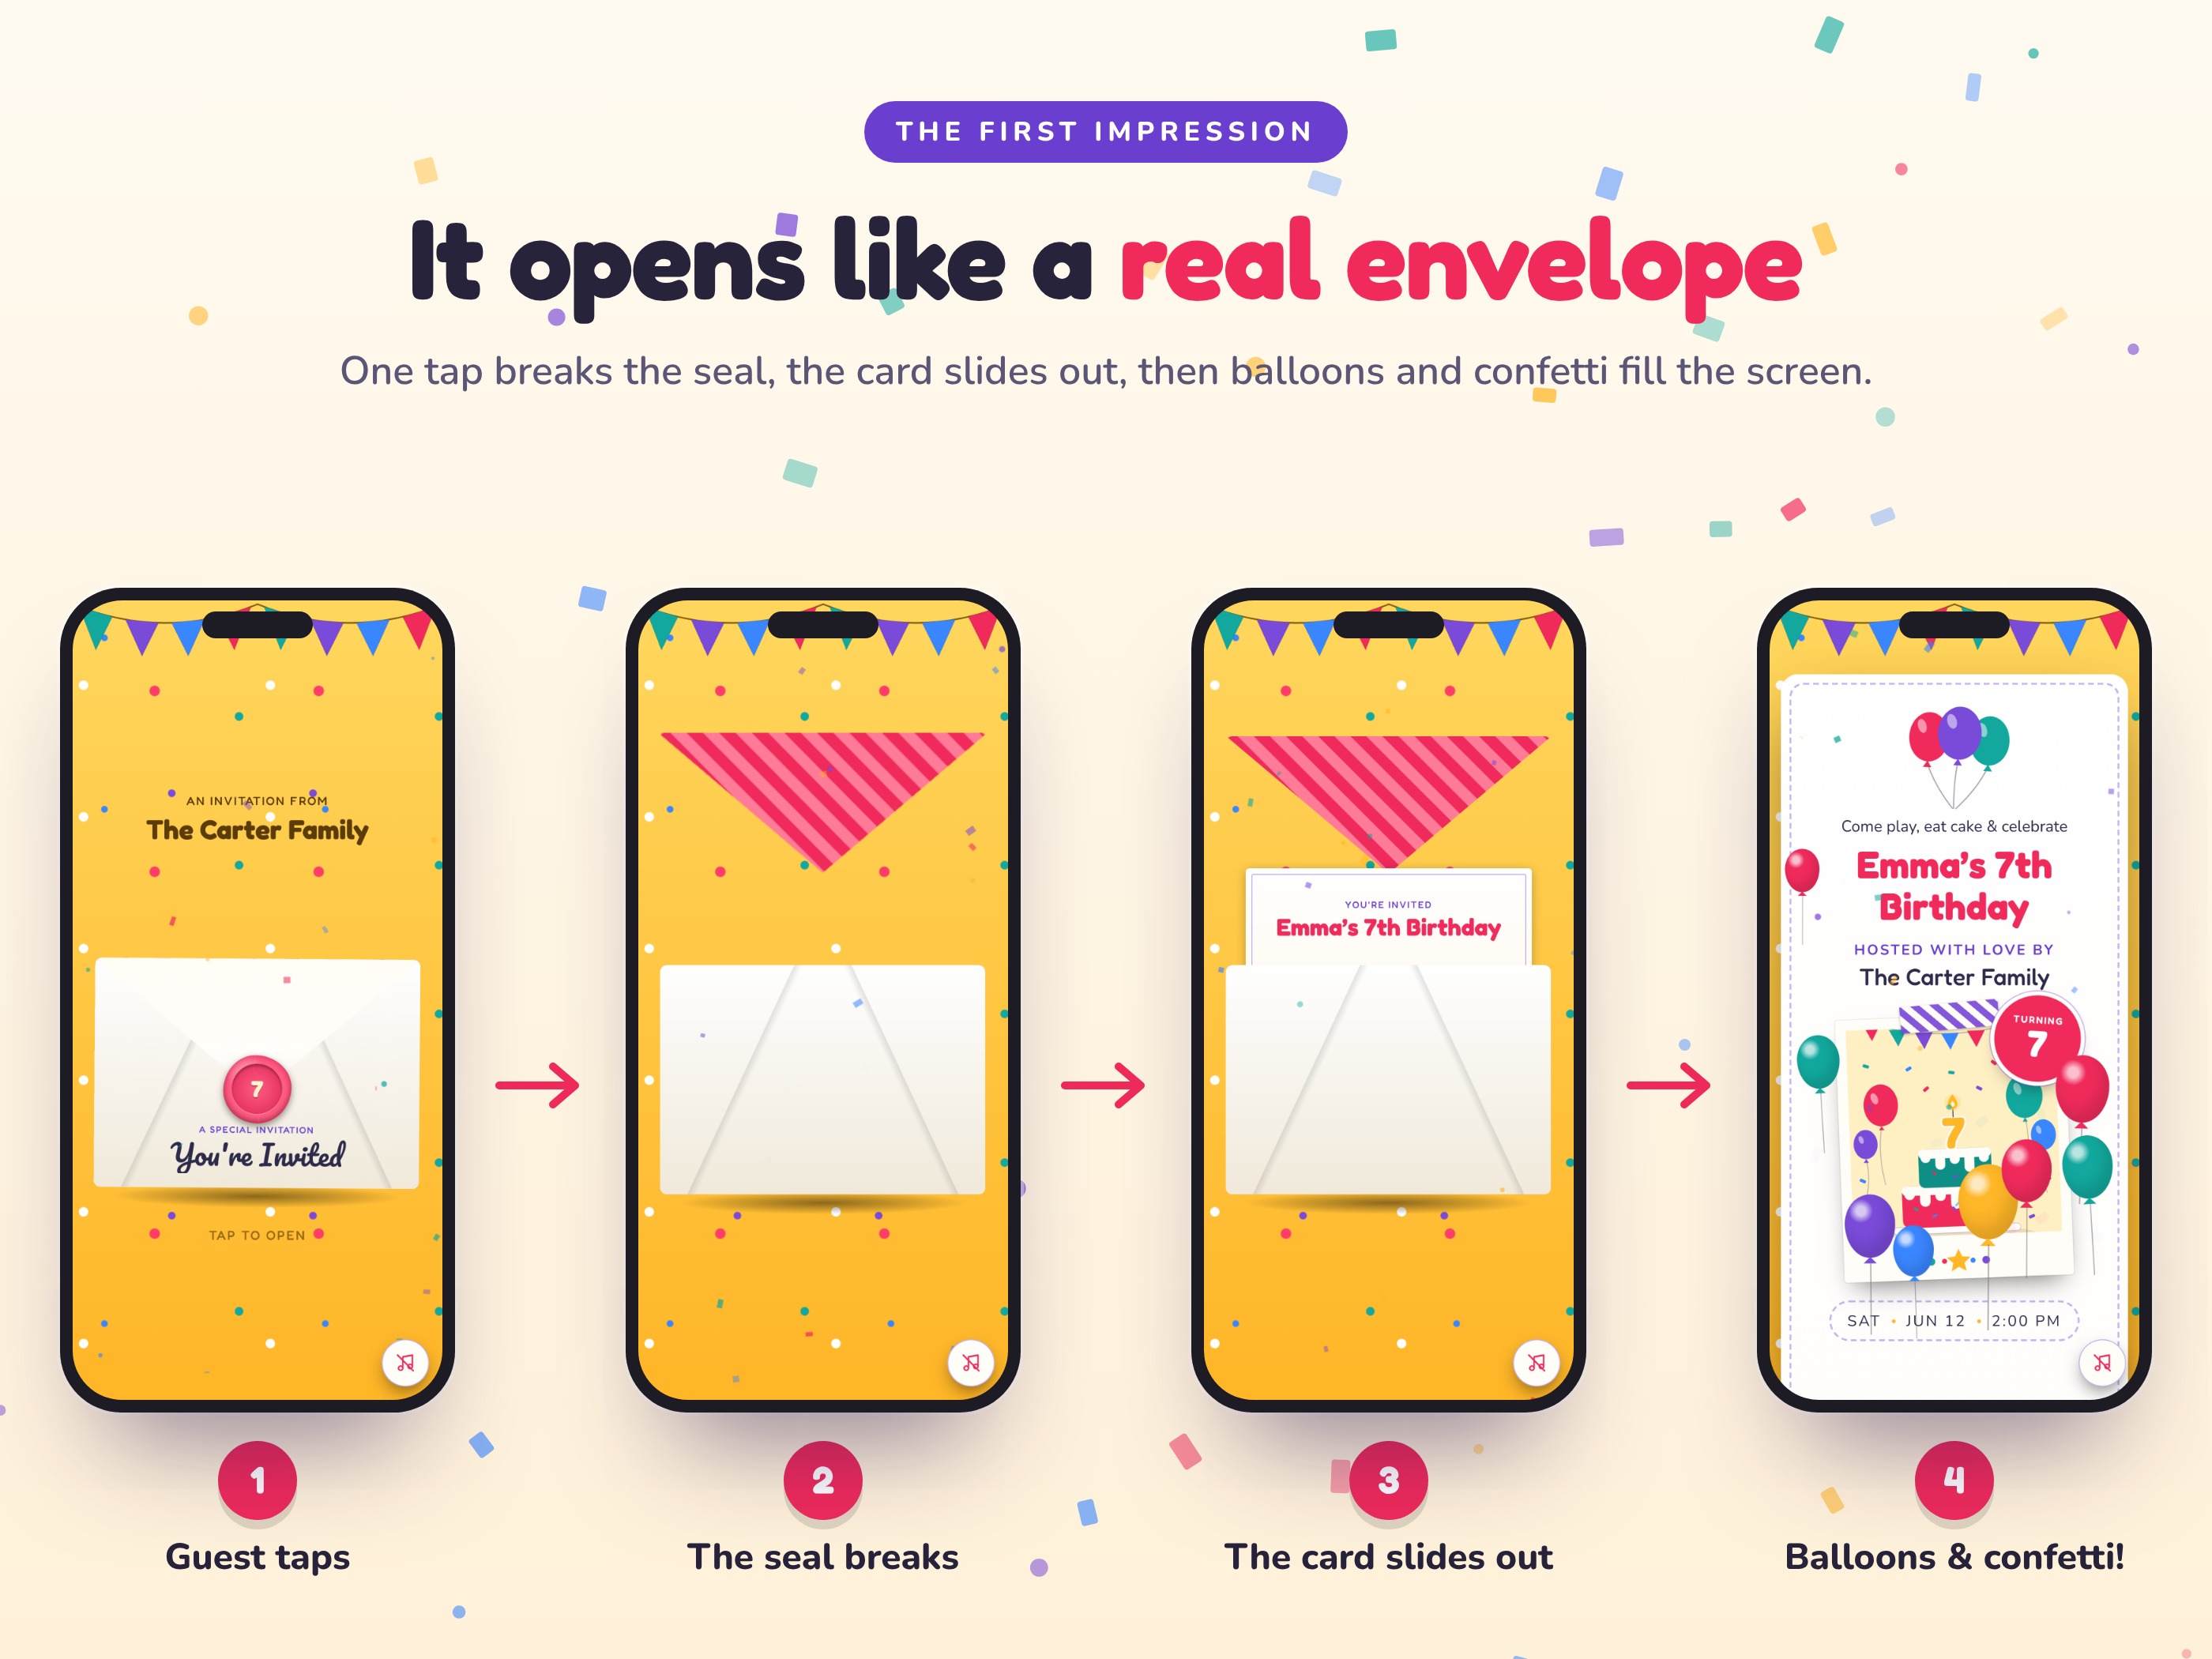 THE FIRST IMPRESSION
It opens like a real envelope
One tap breaks the seal, the card slides out, then balloons and confetti fill the screen.
AN INVITATION FROM
The Carter Family
7
A SPECIAL INVITATION
You're Invited
TAP TO OPEN
YOU'RE INVITED
Emma's 7th Birthday
Come play, eat cake & celebrate
Emma's 7th
Birthday
HOSTED WITH LOVE BY
The Carter Family
TURNING
7
7
SAT • JUN 12 • 2:00 PM
1
Guest taps
2
The seal breaks
3
The card slides out
4
Balloons & confetti!